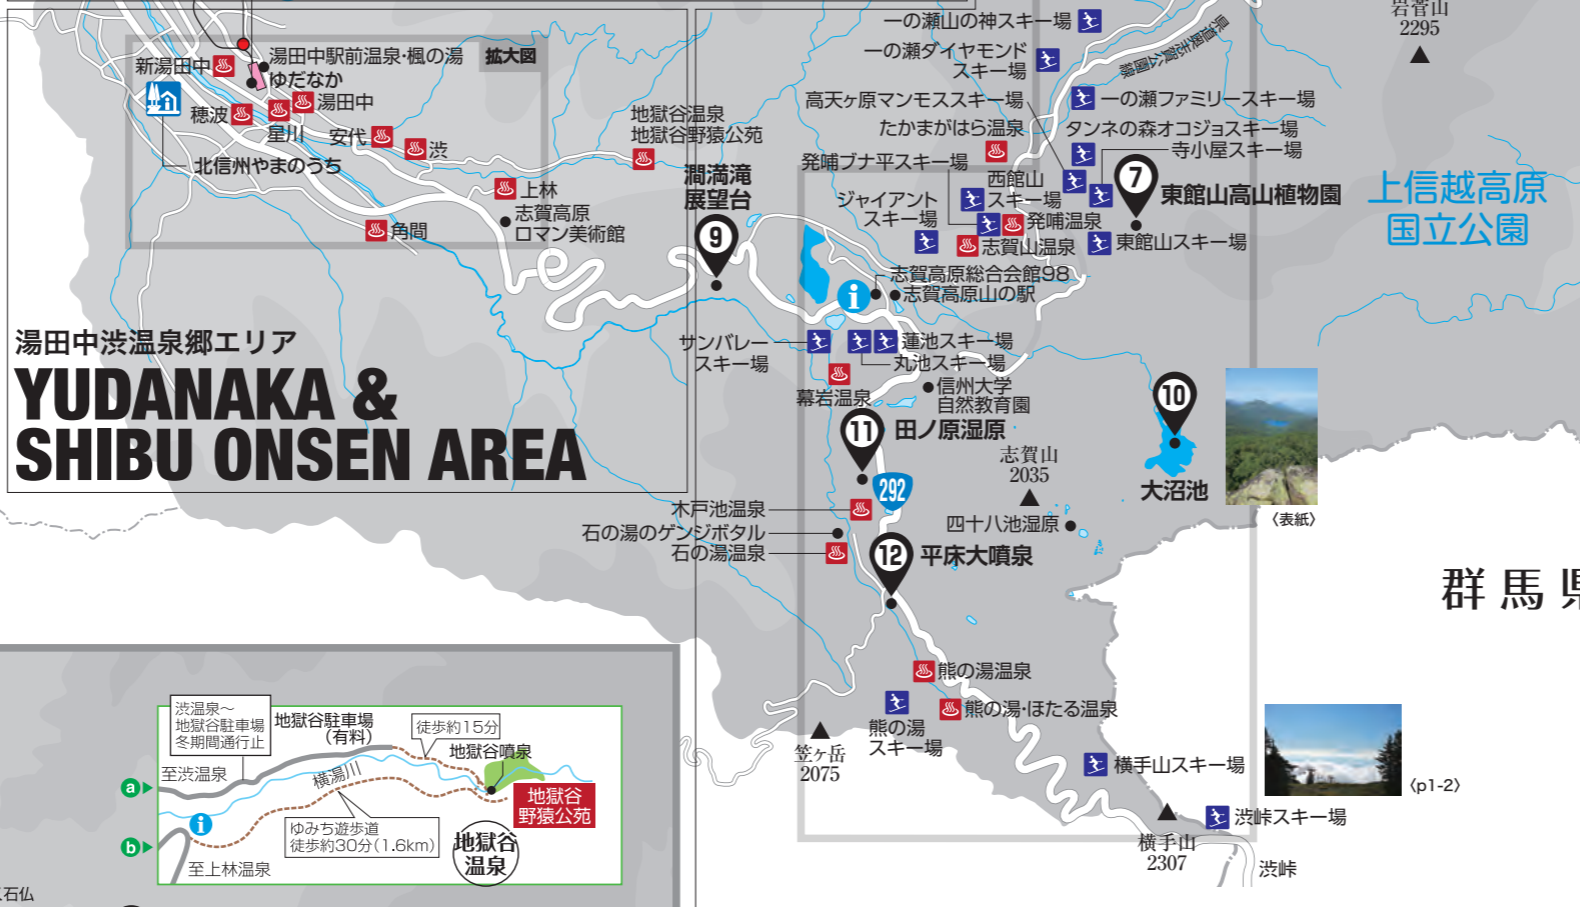 一の瀬山の神スキー場
一の瀬ダイヤモンド
スキー場
県道奥志賀公園線
岩菅山
2295
新湯田中
湯田中駅前温泉・楓の湯
ゆだなか
拡大図
湯田中
穂波
星川
安代
渋
北信州やまのうち
上林
志賀高原
ロマン美術館
角間
地獄谷温泉
地獄谷野猿公苑
澗満滝
展望台
9
高天ヶ原マンモススキー場
一の瀬ファミリースキー場
たかまがはら温泉
タンネの森オコジョスキー場
発哺ブナ平スキー場
寺小屋スキー場
西館山
スキー場
7
東館山高山植物園
ジャイアント
スキー場
発哺温泉
志賀山温泉
東館山スキー場
上信越高原
国立公園
志賀高原総合会館98
志賀高原山の駅
サンバレー
スキー場
蓮池スキー場
丸池スキー場
幕岩温泉
信州大学
自然教育園
湯田中渋温泉郷エリア
YUDANAKA &
SHIBU ONSEN AREA
10
大沼池
〈表紙〉
11
田ノ原湿原
志賀山
2035
292
木戸池温泉
四十八池湿原
石の湯のゲンジボタル
石の湯温泉
12
平床大噴泉
群馬県
熊の湯温泉
熊の湯・ほたる温泉
熊の湯
スキー場
笠ヶ岳
2075
横手山スキー場
〈p1-2〉
渋峠スキー場
横手山
2307
渋峠
渋温泉〜
地獄谷駐車場
冬期間通行止
地獄谷駐車場
(有料)
徒歩約15分
地獄谷噴泉
至渋温泉
横湯川
a
地獄谷
野猿公苑
ゆみち遊歩道
徒歩約30分(1.6km)
b
地獄谷
温泉
至上林温泉
石仏